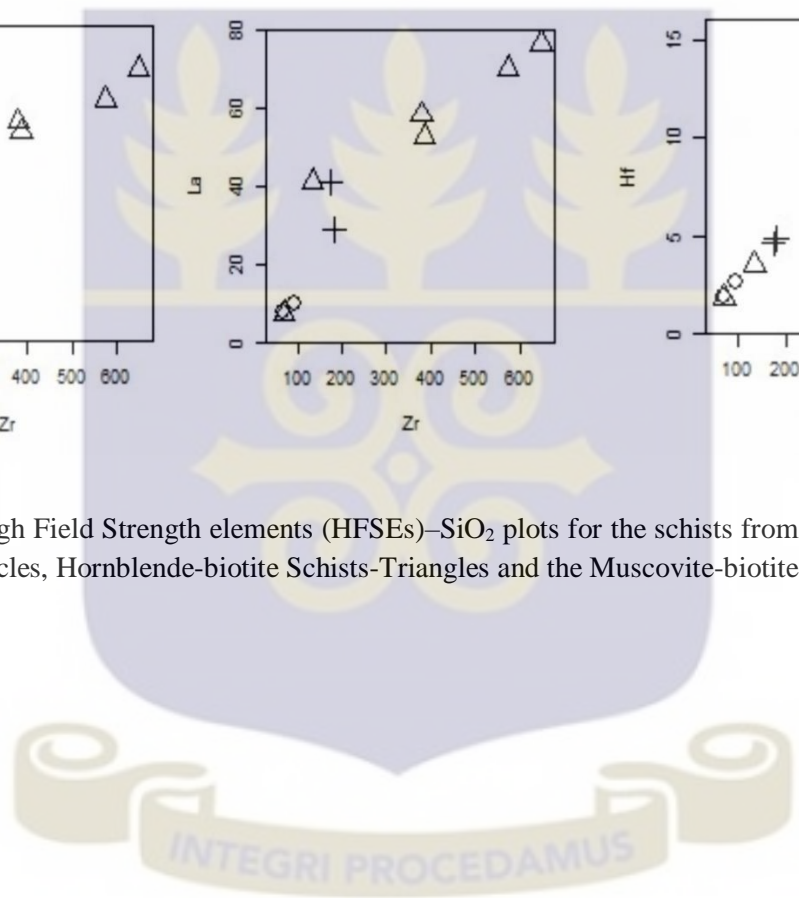 80
60
40
20
0
La
100 200 300 400 500 600
Zr
400 500 600
Zr
15
10
5
0
Hf
100 200
gh Field Strength elements (HFSEs)–SiO₂ plots for the schists from
cles, Hornblende-biotite Schists-Triangles and the Muscovite-biotite
INTEGRI PROCEDAMUS